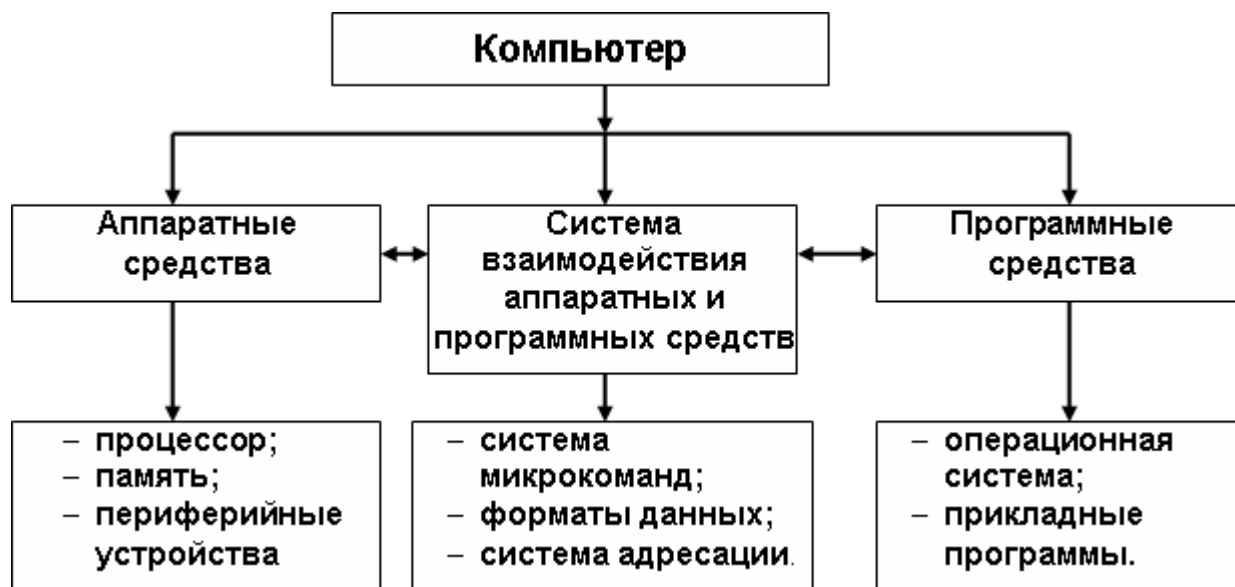 Компьютер
Аппаратные
средства
Система
взаимодействия
аппаратных и
программных средств
Программные
средства
– процессор;
– память;
– периферийные
устройства
– система
микрокоманд;
– форматы данных;
– система адресации.
– операционная
система;
– прикладные
программы.